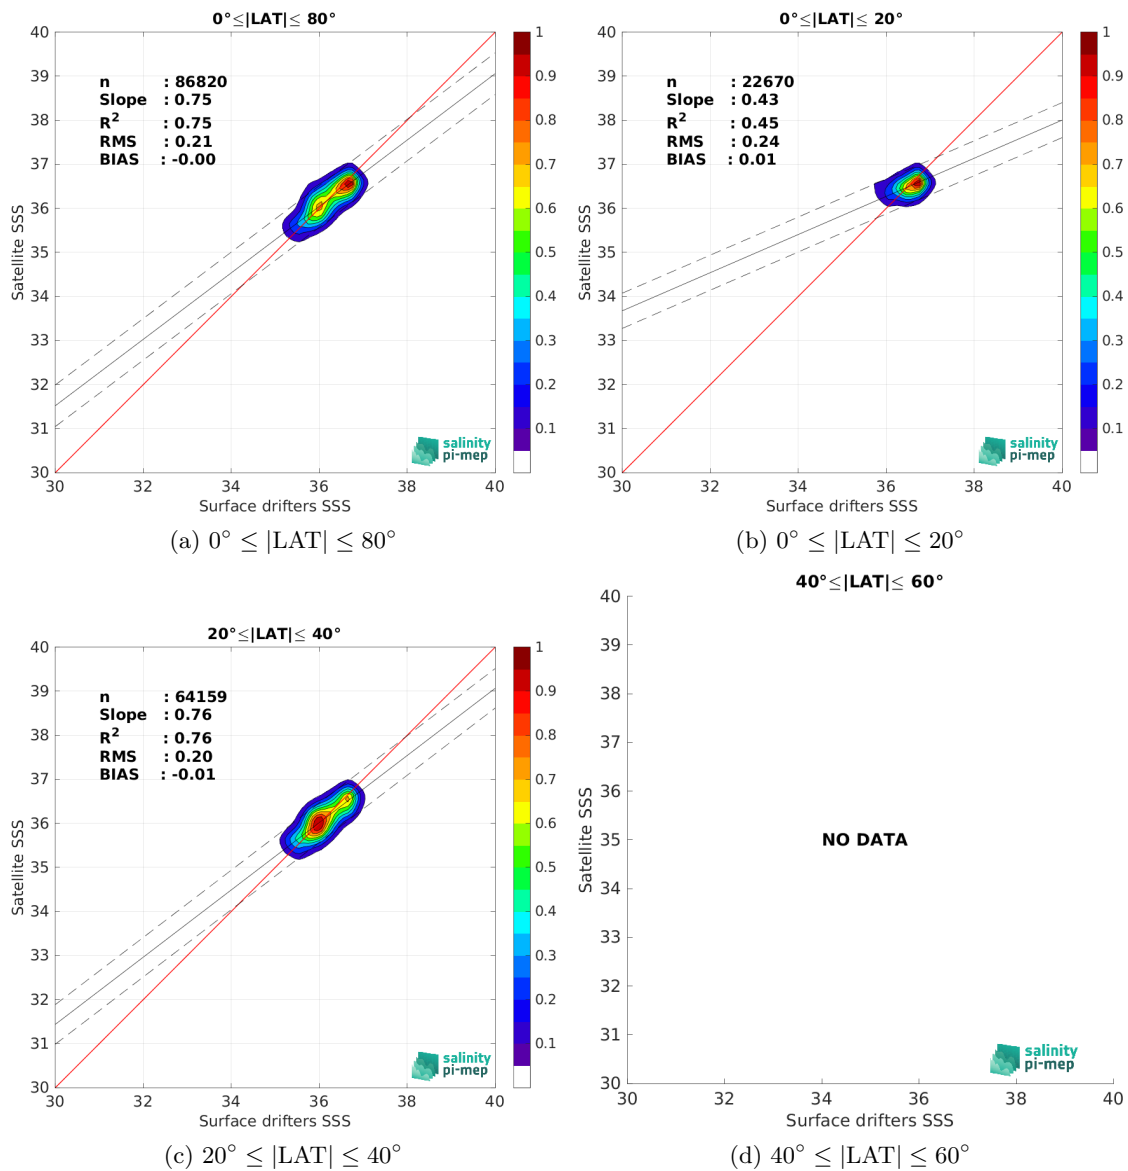 0°≤|LAT|≤ 80°
40
39
38
37
36
35
34
33
32
31
30
Satellite SSS
n : 86820
Slope : 0.75
R² : 0.75
RMS : 0.21
BIAS : -0.00
salinity
pi-mep
30 32 34 36 38 40
Surface drifters SSS
1
0.9
0.8
0.7
0.6
0.5
0.4
0.3
0.2
0.1
(a) 0° ≤ |LAT| ≤ 80°
0°≤|LAT|≤ 20°
40
39
38
37
36
35
34
33
32
31
30
Satellite SSS
n : 22670
Slope : 0.43
R² : 0.45
RMS : 0.24
BIAS : 0.01
salinity
pi-mep
30 32 34 36 38 40
Surface drifters SSS
1
0.9
0.8
0.7
0.6
0.5
0.4
0.3
0.2
0.1
(b) 0° ≤ |LAT| ≤ 20°
20°≤|LAT|≤ 40°
40
39
38
37
36
35
34
33
32
31
30
Satellite SSS
n : 64159
Slope : 0.76
R² : 0.76
RMS : 0.20
BIAS : -0.01
salinity
pi-mep
30 32 34 36 38 40
Surface drifters SSS
1
0.9
0.8
0.7
0.6
0.5
0.4
0.3
0.2
0.1
(c) 20° ≤ |LAT| ≤ 40°
40°≤|LAT|≤ 60°
40
39
38
37
36
35
34
33
32
31
30
Satellite SSS
NO DATA
salinity
pi-mep
30 32 34 36 38 40
Surface drifters SSS
(d) 40° ≤ |LAT| ≤ 60°